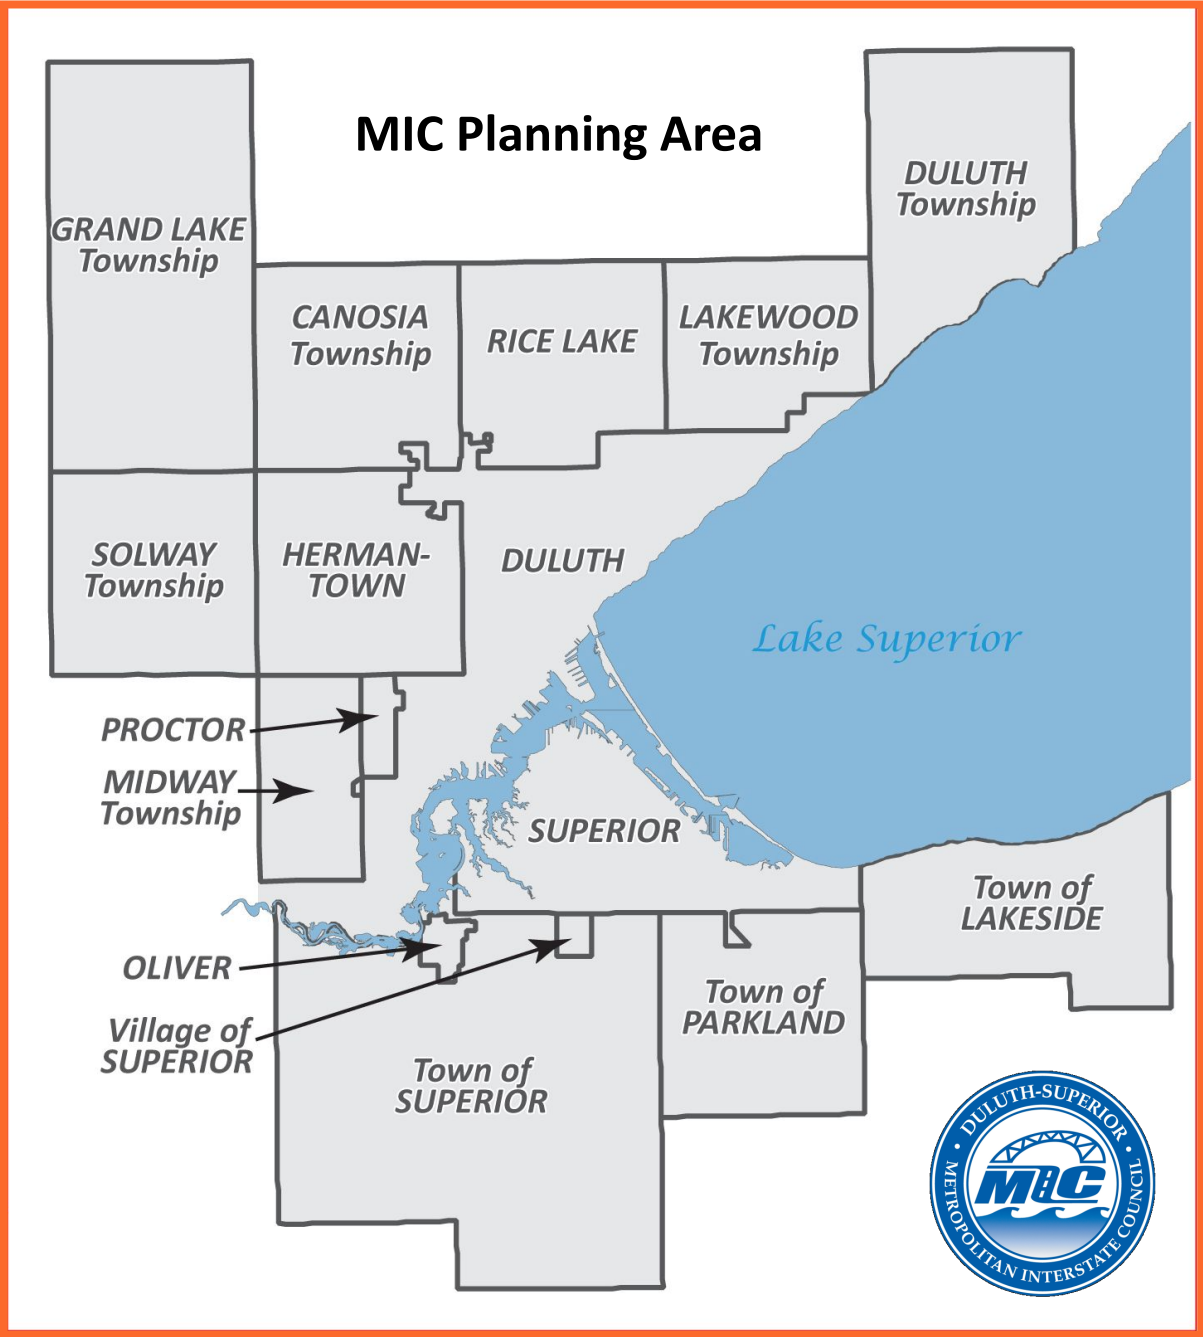 MIC Planning Area
DULUTH
Township
GRAND LAKE
Township
CANOSIA
Township
RICE LAKE
LAKEWOOD
Township
SOLWAY
Township
HERMAN-
TOWN
DULUTH
Lake Superior
PROCTOR
MIDWAY
Township
SUPERIOR
Town of
LAKESIDE
OLIVER
Village of
SUPERIOR
Town of
PARKLAND
Town of
SUPERIOR
• DULUTH-SUPERIOR •
METROPOLITAN INTERSTATE COUNCIL
MIC